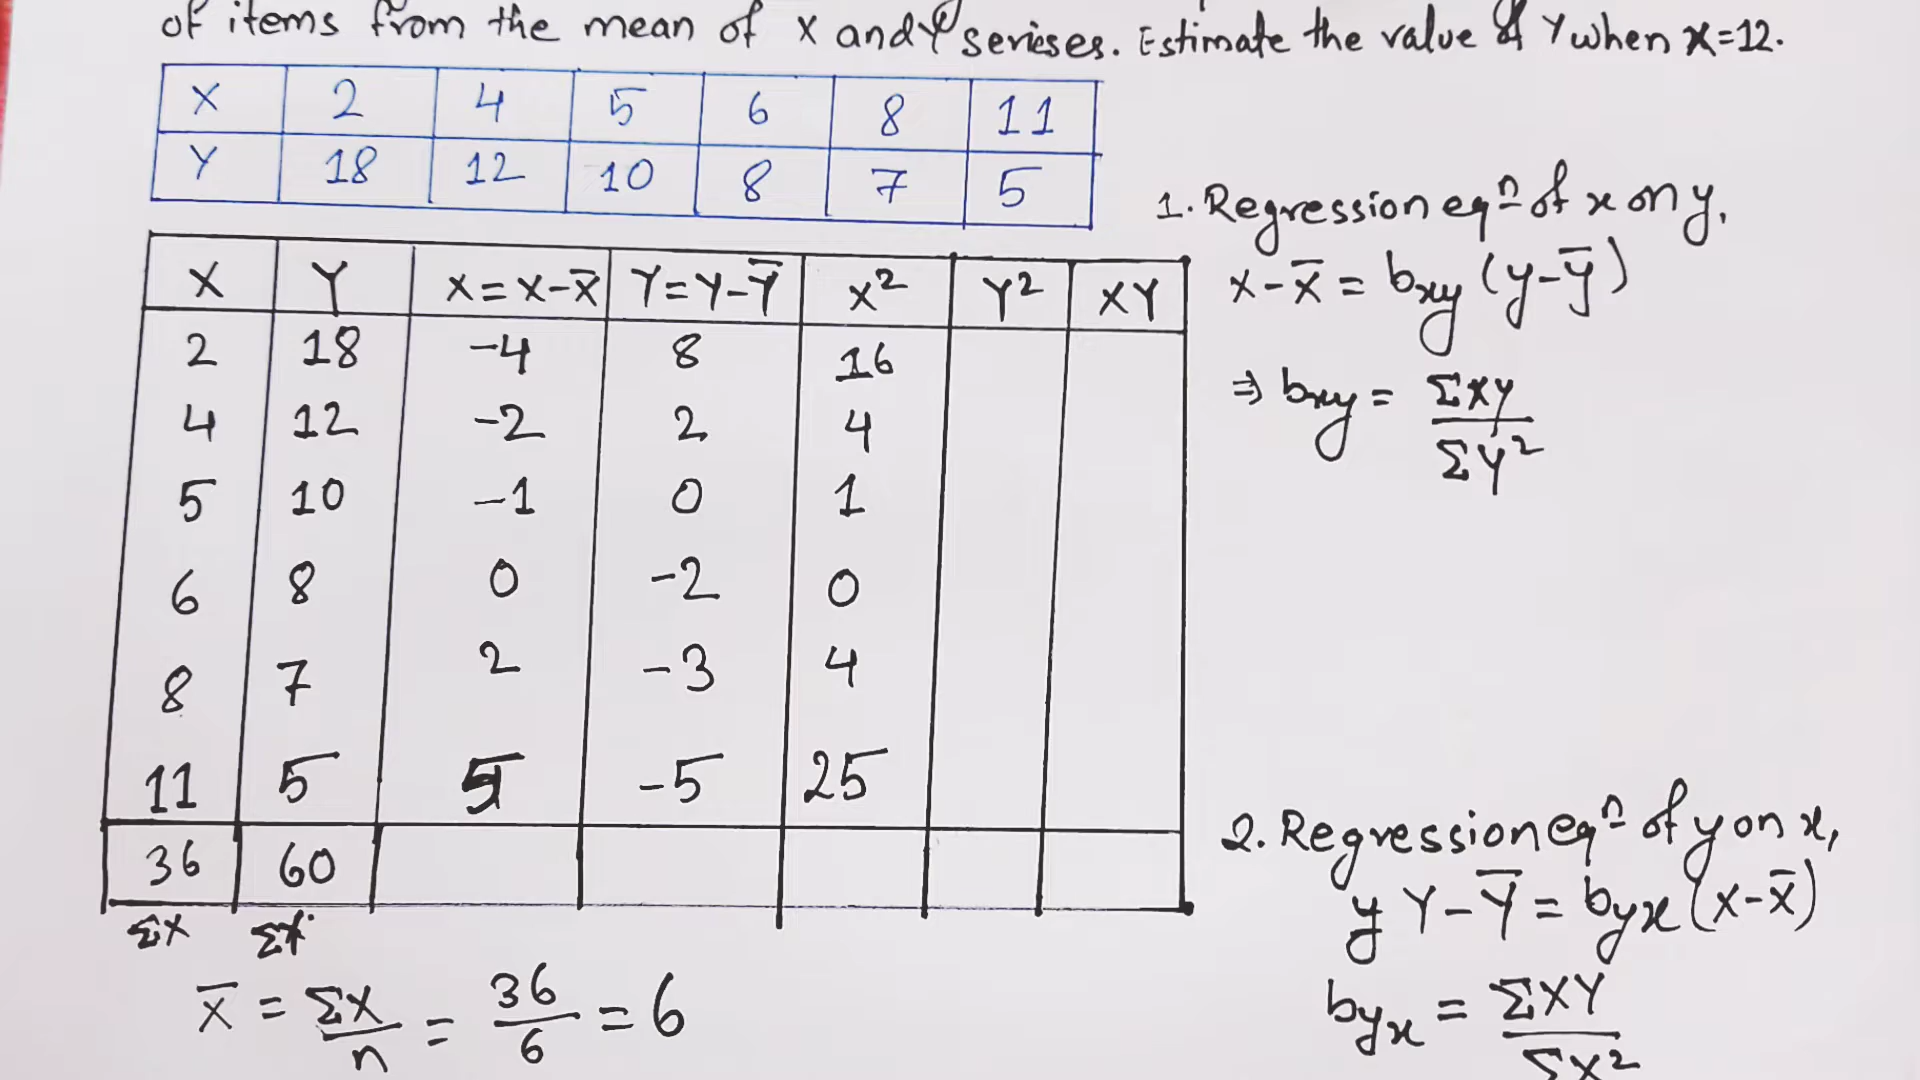 of items from the mean of X and Y serieses. Estimate the value of Y when x=12.
X 2 4 5 6 8 11
Y 18 12 10 8 7 5
X Y x=X-X̅ Y=Y-Y̅ X² Y² XY
2 18 -4 8 16
4 12 -2 2 4
5 10 -1 0 1
6 8 0 -2 0
8 7 2 -3 4
11 5 5 -5 25
36 60
ΣX ΣY
X̅ = ΣX/n = 36/6 = 6
1. Regression eqⁿ of x on y,
X-X̅ = bxy (y-y̅)
⇒ bxy = ΣXY/ΣY²
2. Regression eqⁿ of y on x,
y Y-Y̅ = byx (X-X̅)
byx = ΣXY/ΣX²